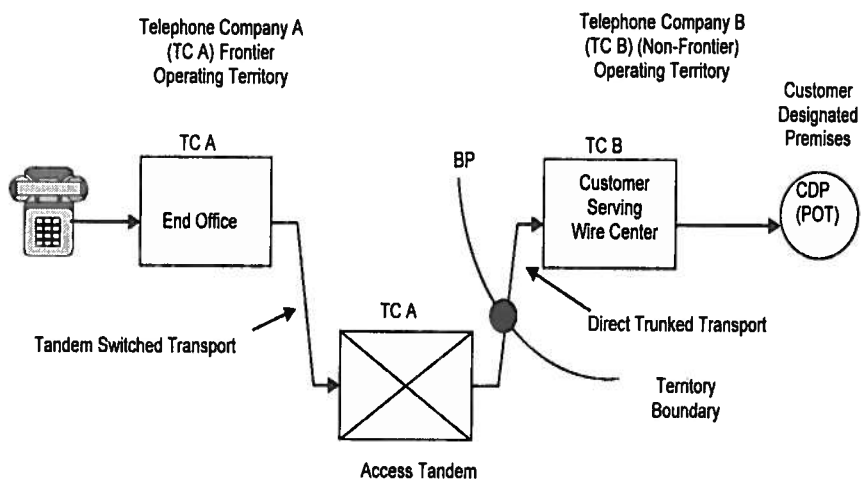 Telephone Company A
(TC A) Frontier
Operating Territory
Telephone Company B
(TC B) (Non-Frontier)
Operating Territory
Customer
Designated
Premises
TC A
End Office
BP
TC B
Customer
Serving
Wire Center
CDP
(POT)
Tandem Switched Transport
TC A
Direct Trunked Transport
Territory
Boundary
Access Tandem